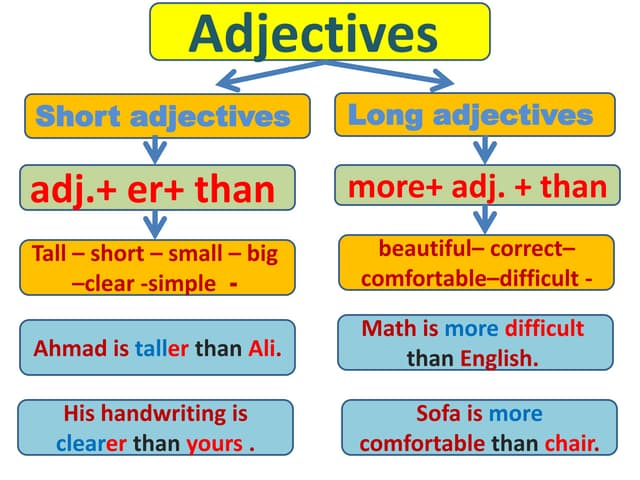 Adjectives
Short adjectives
adj.+ er+ than
Tall – short – small – big
–clear -simple  -
Ahmad is taller than Ali.
His handwriting is
clearer than yours .
Long adjectives
more+ adj. + than
beautiful– correct–
comfortable–difficult -
Math is more difficult
than English.
Sofa is more
comfortable than chair.